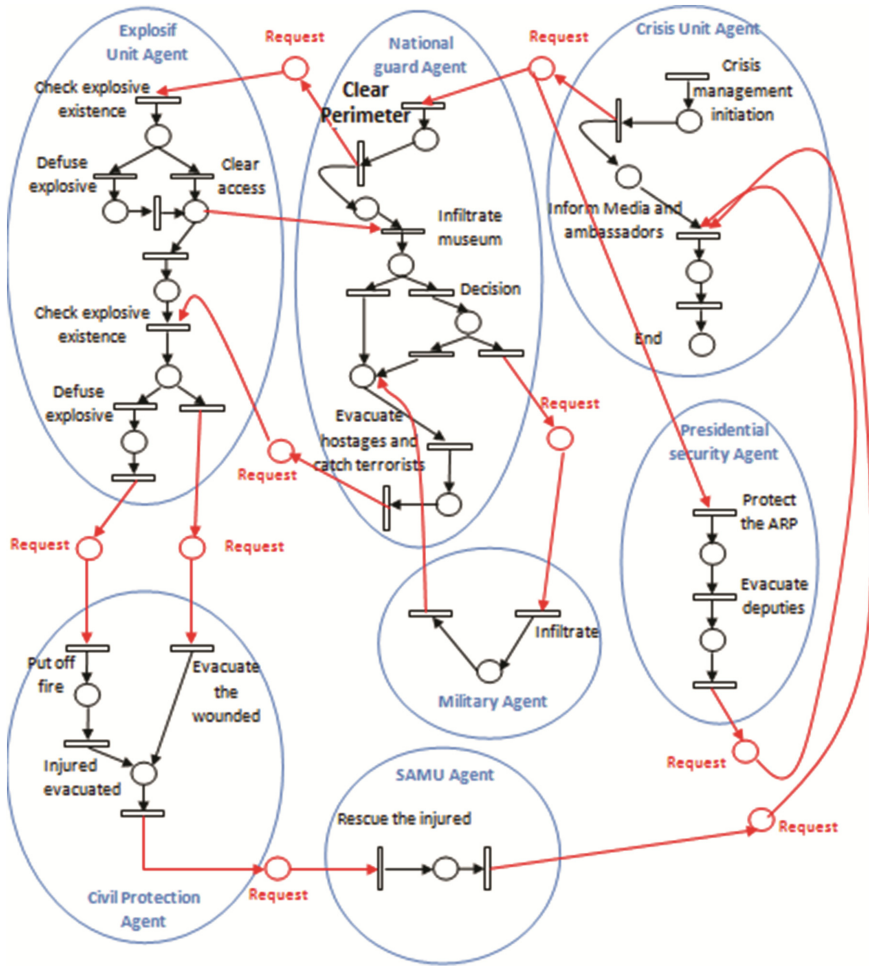 Explosif
Unit Agent
Request
National
guard Agent
Request
Crisis Unit Agent
Check explosive
existence
Clear
Perimeter
Crisis
management
initiation
Defuse
explosive
Clear
access
Infiltrate
museum
Inform Media and
ambassadors
Decision
Check explosive
existence
End
Defuse
explosive
Request
Evacuate
hostages and
catch terrorists
Request
Presidential
security Agent
Protect
the ARP
Request
Request
Evacuate
deputies
Infiltrate
Put off
fire
Evacuate
the
wounded
Military Agent
Injured
evacuated
Request
SAMU Agent
Rescue the injured
Request
Request
Civil Protection
Agent